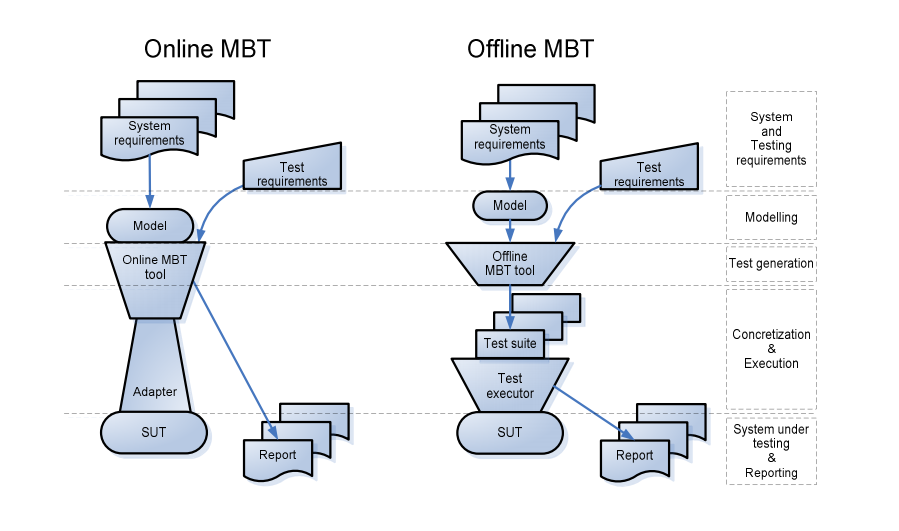 Online MBT
Offline MBT
System
requirements
Test
requirements
Model
Online MBT
tool
Adapter
SUT
Report
System
requirements
Test
requirements
Model
Offline
MBT tool
Test suite
Test
executor
SUT
Report
System
and
Testing
requirements
Modelling
Test generation
Concretization
&
Execution
System under
testing
&
Reporting